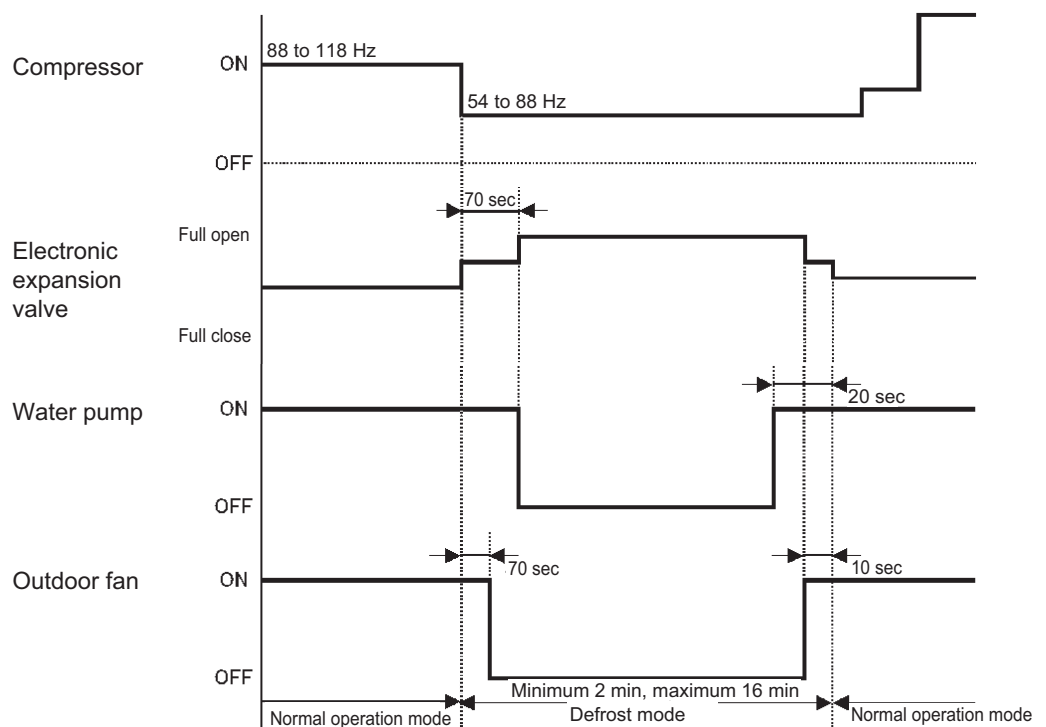 Compressor
ON
88 to 118 Hz
54 to 88 Hz
OFF
70 sec
Full open
Electronic
expansion
valve
Full close
Water pump
ON
20 sec
OFF
Outdoor fan
ON
70 sec
10 sec
OFF
Minimum 2 min, maximum 16 min
Normal operation mode
Defrost mode
Normal operation mode